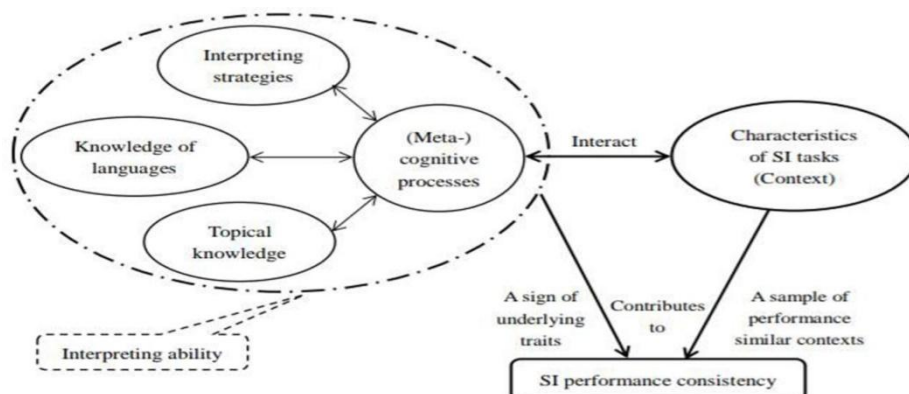 Interpreting
strategies
Knowledge of
languages
(Meta-)
cognitive
processes
Topical
knowledge
Interact
Characteristics
of SI tasks
(Context)
A sign of
underlying
traits
Contributes
to
A sample of
performance
similar contexts
Interpreting ability
SI performance consistency